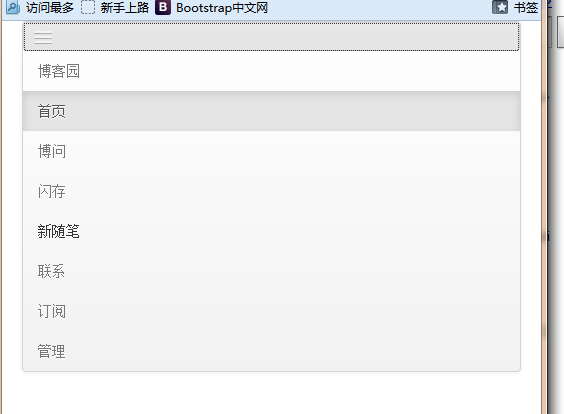 访问最多 新手上路 B Bootstrap中文网 书签
博客园
首页
博问
闪存
新随笔
联系
订阅
管理